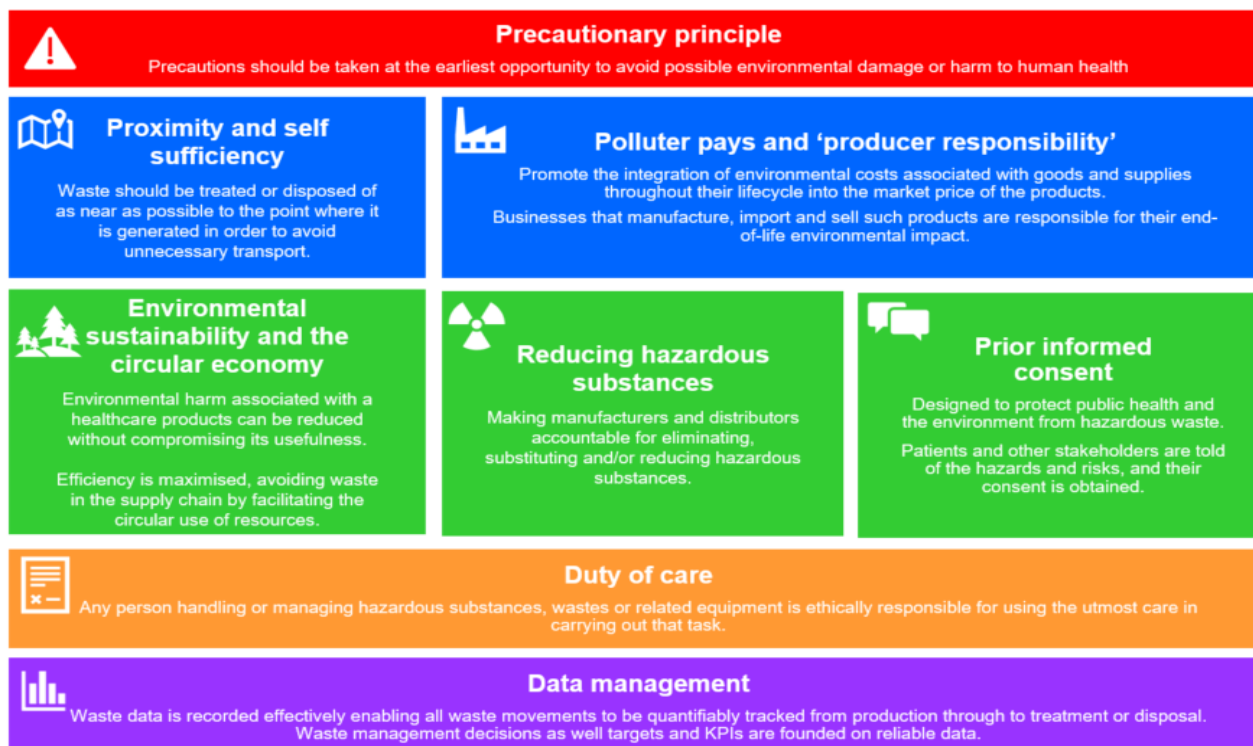 Precautionary principle
Precautions should be taken at the earliest opportunity to avoid possible environmental damage or harm to human health
Proximity and self
sufficiency
Waste should be treated or disposed of
as near as possible to the point where it
is generated in order to avoid
unnecessary transport.
Polluter pays and ‘producer responsibility’
Promote the integration of environmental costs associated with goods and supplies
throughout their lifecycle into the market price of the products.
Businesses that manufacture, import and sell such products are responsible for their end-
of-life environmental impact.
Environmental
sustainability and the
circular economy
Environmental harm associated with a
healthcare products can be reduced
without compromising its usefulness.
Efficiency is maximised, avoiding waste
in the supply chain by facilitating the
circular use of resources.
Reducing hazardous
substances
Making manufacturers and distributors
accountable for eliminating,
substituting and/or reducing hazardous
substances.
Prior informed
consent
Designed to protect public health and
the environment from hazardous waste.
Patients and other stakeholders are told
of the hazards and risks, and their
consent is obtained.
Duty of care
Any person handling or managing hazardous substances, wastes or related equipment is ethically responsible for using the utmost care in
carrying out that task.
Data management
Waste data is recorded effectively enabling all waste movements to be quantifiably tracked from production through to treatment or disposal.
Waste management decisions as well targets and KPIs are founded on reliable data.